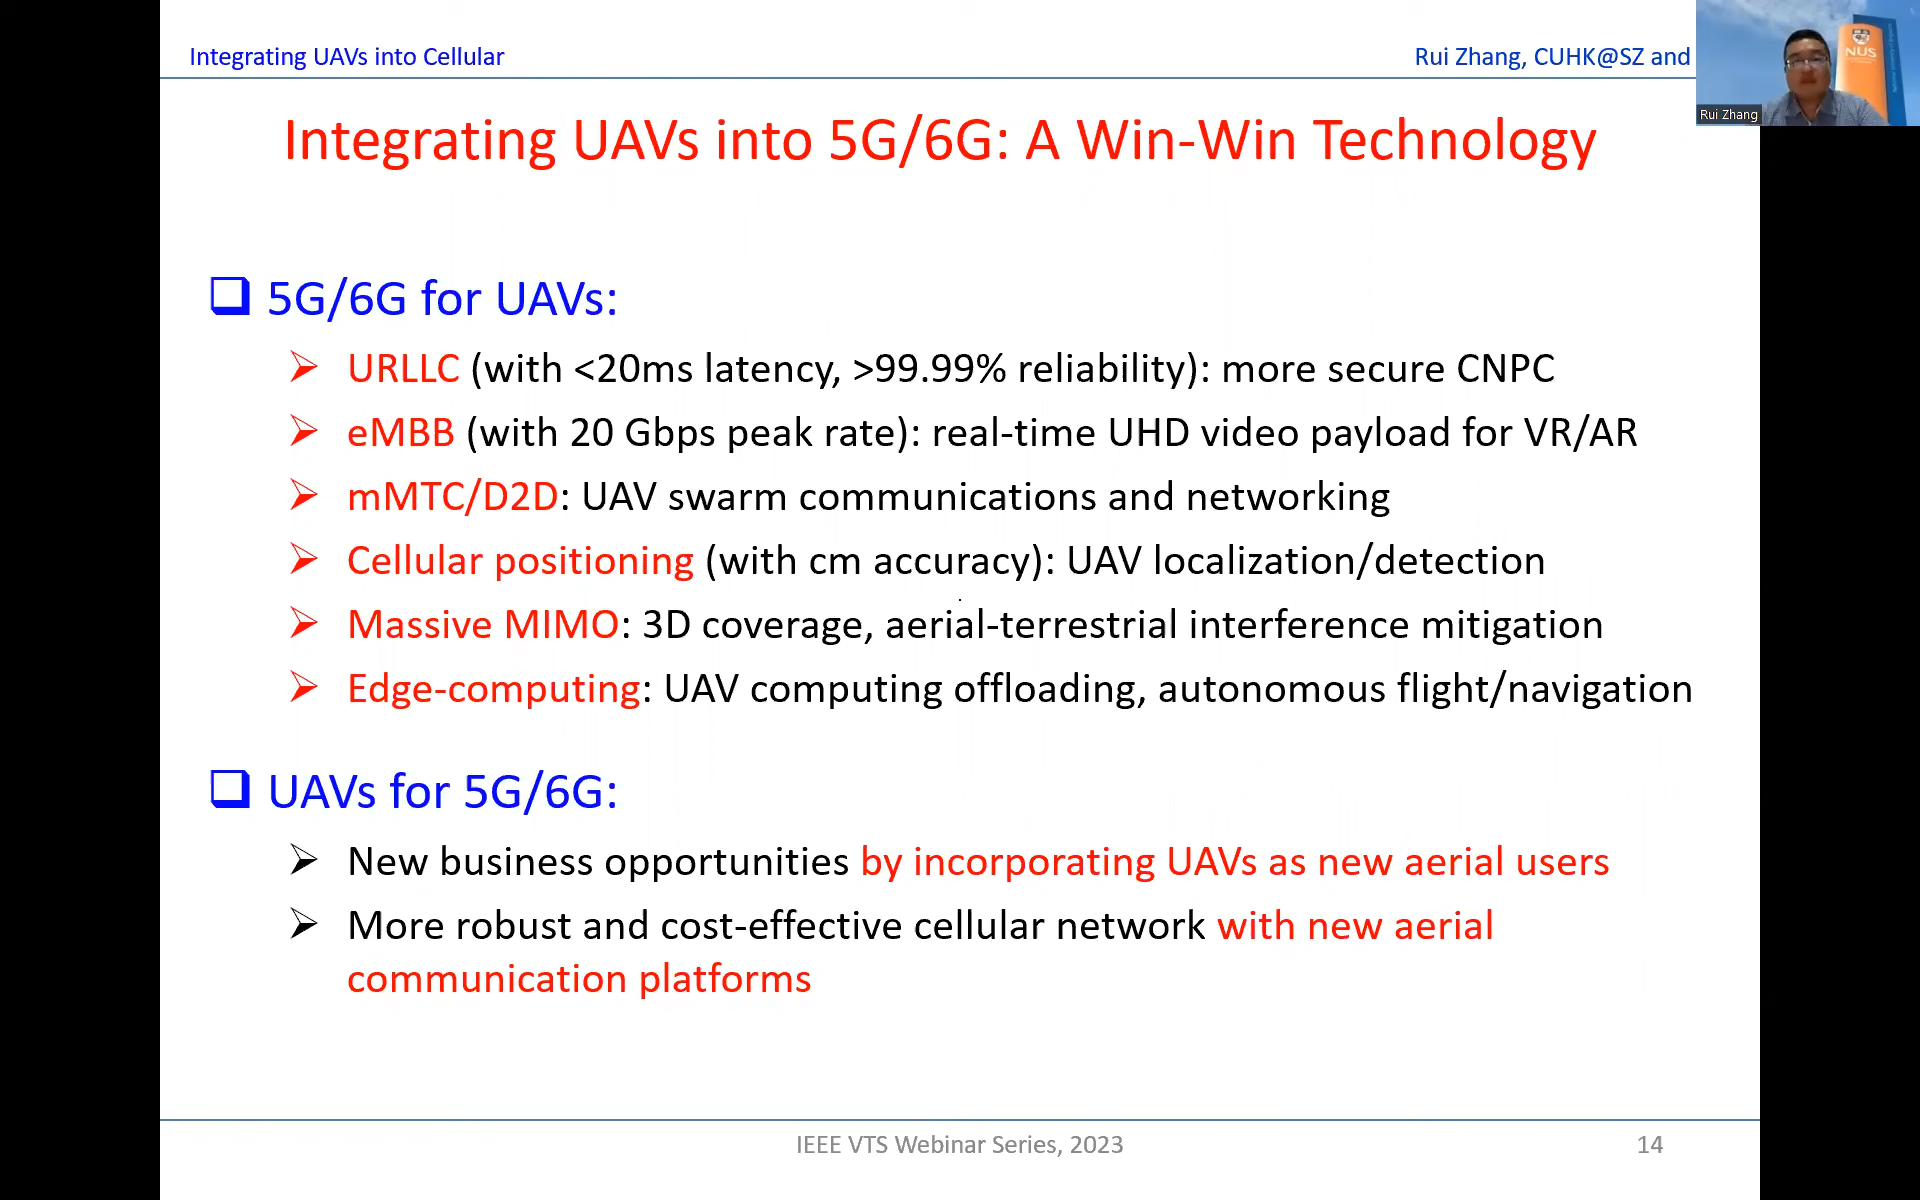 Integrating UAVs into Cellular
Rui Zhang, CUHK@SZ and
NUS
Rui Zhang
Integrating UAVs into 5G/6G: A Win-Win Technology
5G/6G for UAVs:
URLLC (with <20ms latency, >99.99% reliability): more secure CNPC
eMBB (with 20 Gbps peak rate): real-time UHD video payload for VR/AR
mMTC/D2D: UAV swarm communications and networking
Cellular positioning (with cm accuracy): UAV localization/detection
Massive MIMO: 3D coverage, aerial-terrestrial interference mitigation
Edge-computing: UAV computing offloading, autonomous flight/navigation
UAVs for 5G/6G:
New business opportunities by incorporating UAVs as new aerial users
More robust and cost-effective cellular network with new aerial
communication platforms
IEEE VTS Webinar Series, 2023
14